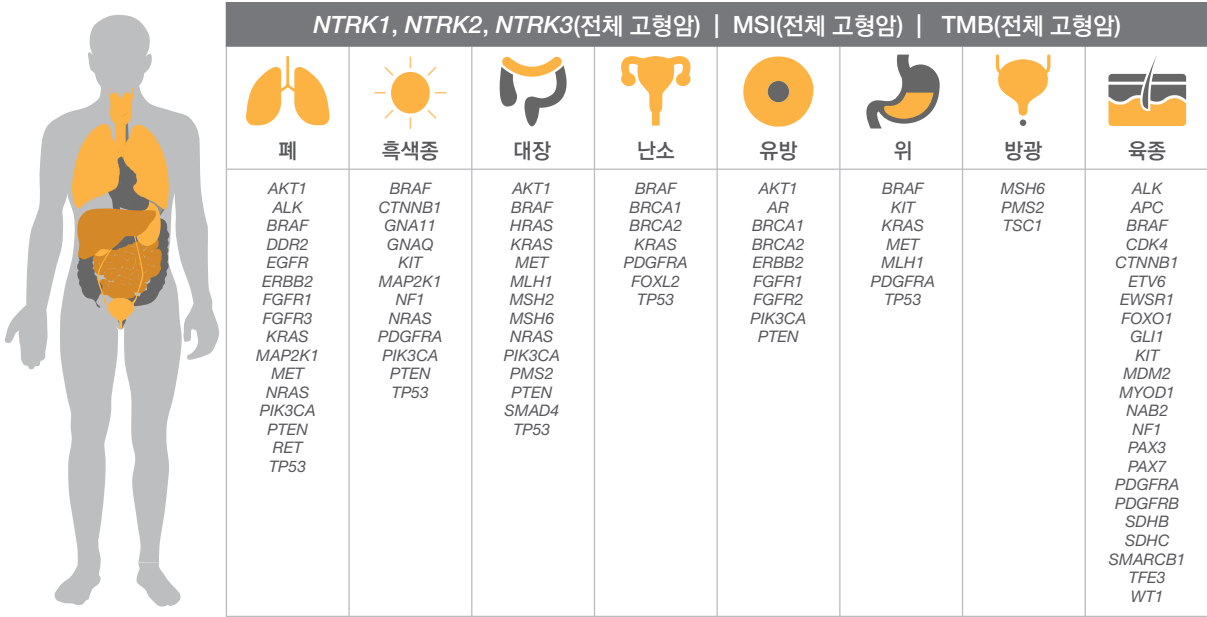 NTRK1, NTRK2, NTRK3(전체 고형암) | MSI(전체 고형암) | TMB(전체 고형암)
폐
AKT1
ALK
BRAF
DDR2
EGFR
ERBB2
FGFR1
FGFR3
KRAS
MAP2K1
MET
NRAS
PIK3CA
PTEN
RET
TP53
흑색종
BRAF
CTNNB1
GNA11
GNAQ
KIT
MAP2K1
NF1
NRAS
PDGFRA
PIK3CA
PTEN
TP53
대장
AKT1
BRAF
HRAS
KRAS
MET
MLH1
MSH2
MSH6
NRAS
PIK3CA
PMS2
PTEN
SMAD4
TP53
난소
BRAF
BRCA1
BRCA2
KRAS
PDGFRA
FOXL2
TP53
유방
AKT1
AR
BRCA1
BRCA2
ERBB2
FGFR1
FGFR2
PIK3CA
PTEN
위
BRAF
KIT
KRAS
MET
MLH1
PDGFRA
TP53
방광
MSH6
PMS2
TSC1
육종
ALK
APC
BRAF
CDK4
CTNNB1
ETV6
EWSR1
FOXO1
GLI1
KIT
MDM2
MYOD1
NAB2
NF1
PAX3
PAX7
PDGFRA
PDGFRB
SDHB
SDHC
SMARCB1
TFE3
WT1